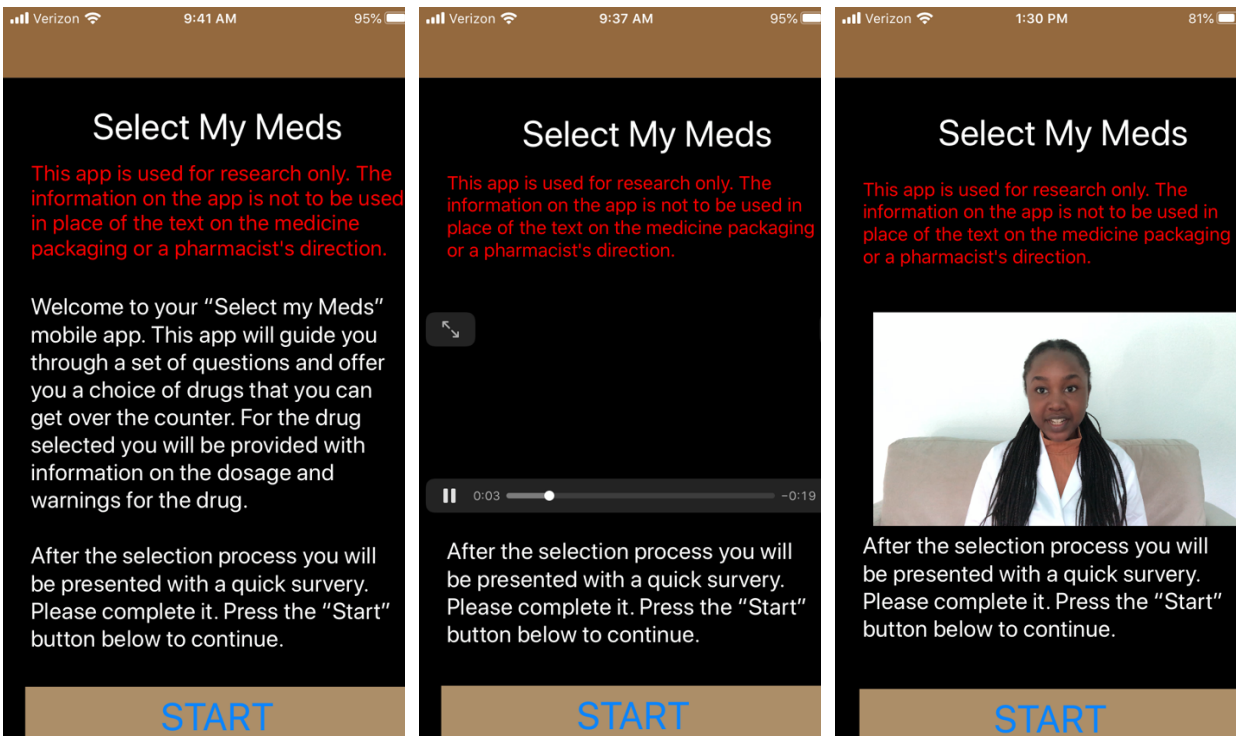 Verizon 9:41 AM 95%
Select My Meds
This app is used for research only. The
information on the app is not to be used
in place of the text on the medicine
packaging or a pharmacist's direction.
Welcome to your “Select my Meds”
mobile app. This app will guide you
through a set of questions and offer
you a choice of drugs that you can
get over the counter. For the drug
selected you will be provided with
information on the dosage and
warnings for the drug.
After the selection process you will
be presented with a quick survery.
Please complete it. Press the “Start”
button below to continue.
START
Verizon 9:37 AM 95%
Select My Meds
This app is used for research only. The
information on the app is not to be used in
place of the text on the medicine packaging
or a pharmacist's direction.
0:03 -0:19
After the selection process you will
be presented with a quick survery.
Please complete it. Press the “Start”
button below to continue.
START
Verizon 1:30 PM 81%
Select My Meds
This app is used for research only. The
information on the app is not to be used in
place of the text on the medicine packaging
or a pharmacist's direction.
After the selection process you will
be presented with a quick survery.
Please complete it. Press the “Start”
button below to continue.
START